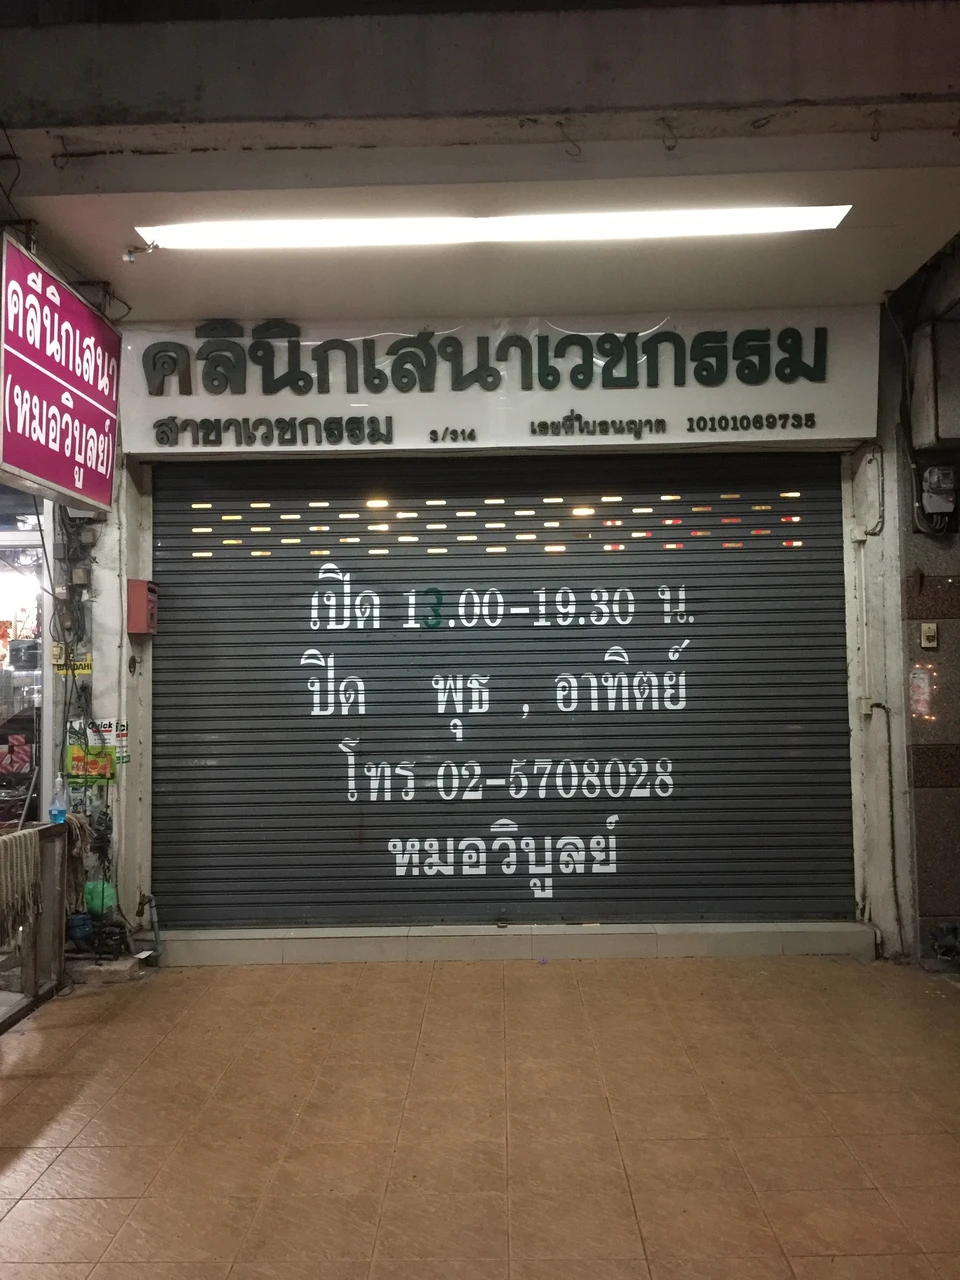 คลีนิกเสนา
(หมอวิบูลย์)
คลินิกเสนาเวชกรรม
สาขาเวชกรรม 3/314 เลขที่ใบอนุญาต 10101069735
เปิด 13.00-19.30 น.
ปิด พุธ , อาทิตย์
โทร 02-5708028
หมอวิบูลย์
BARDAHL
Quick